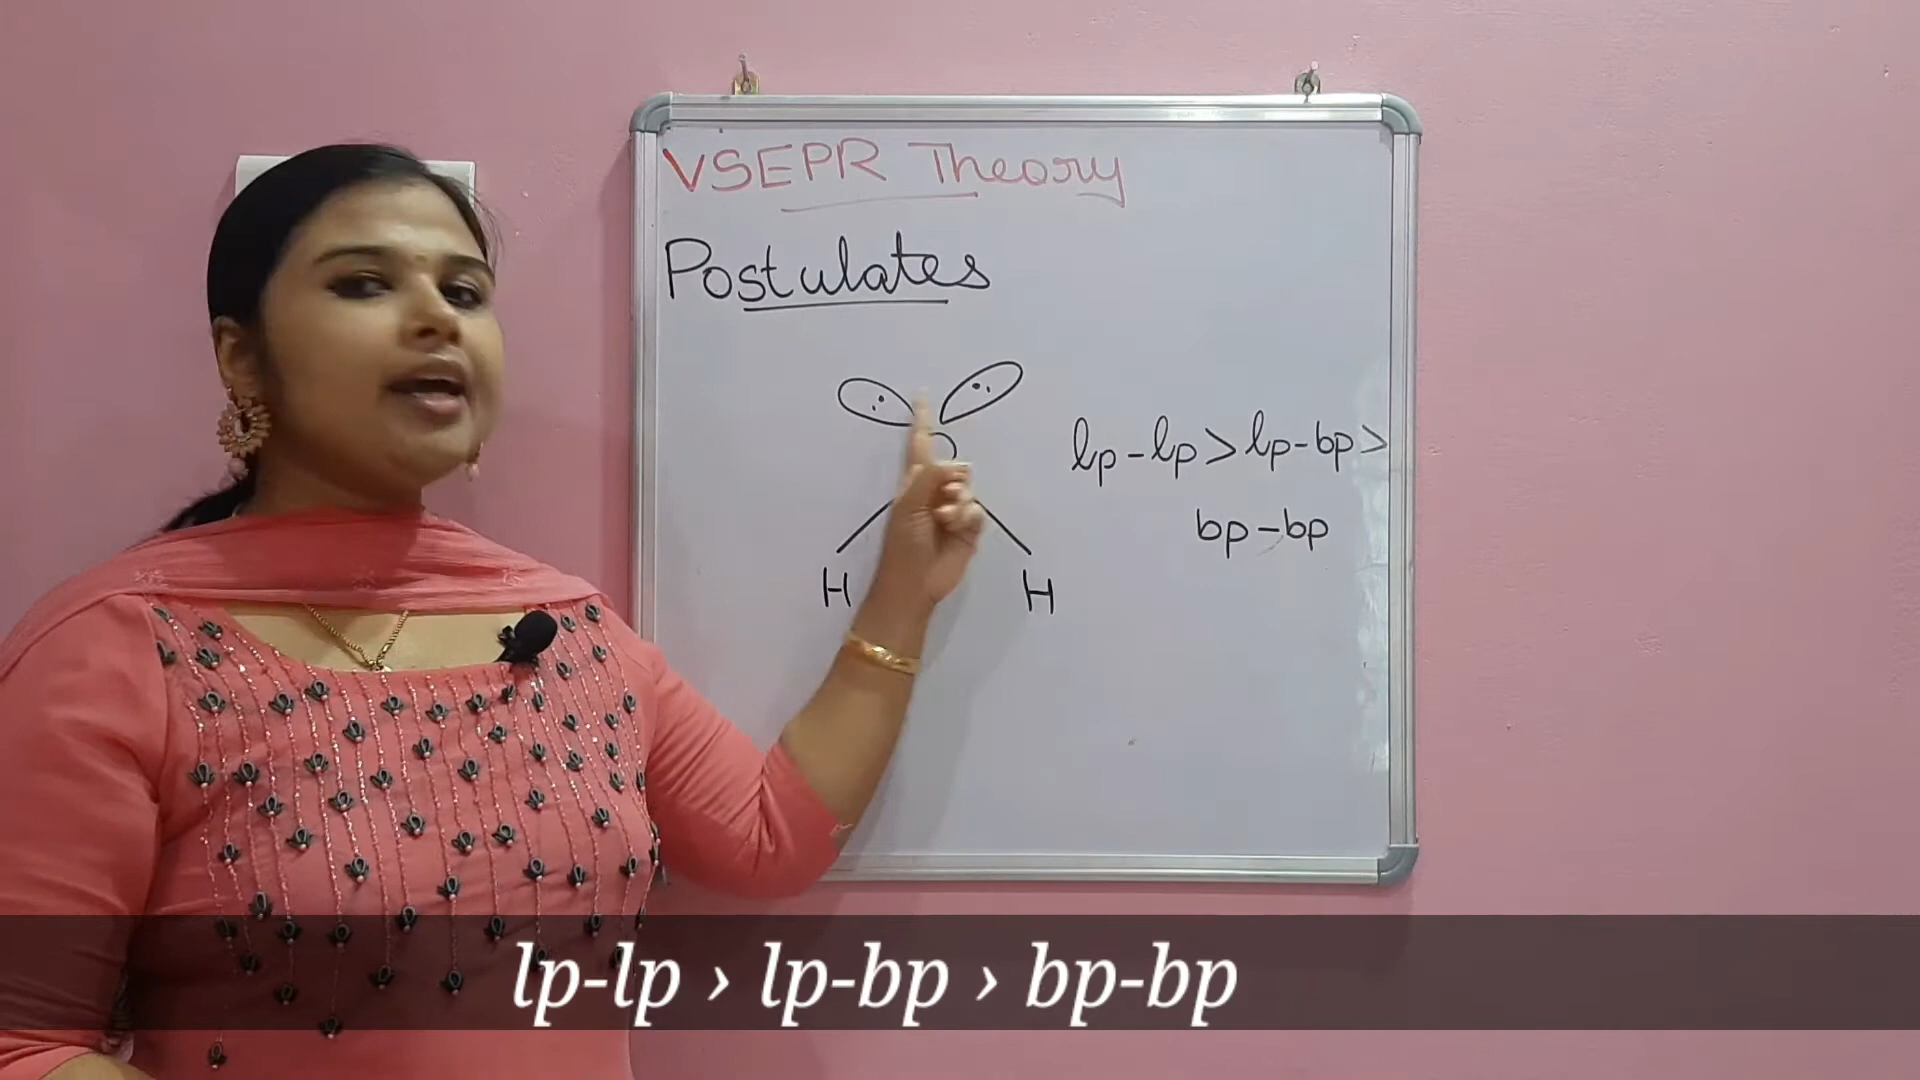 VSEPR Theory
Postulates
lp-lp > lp-bp >
bp-bp
H H
lp-lp › lp-bp › bp-bp